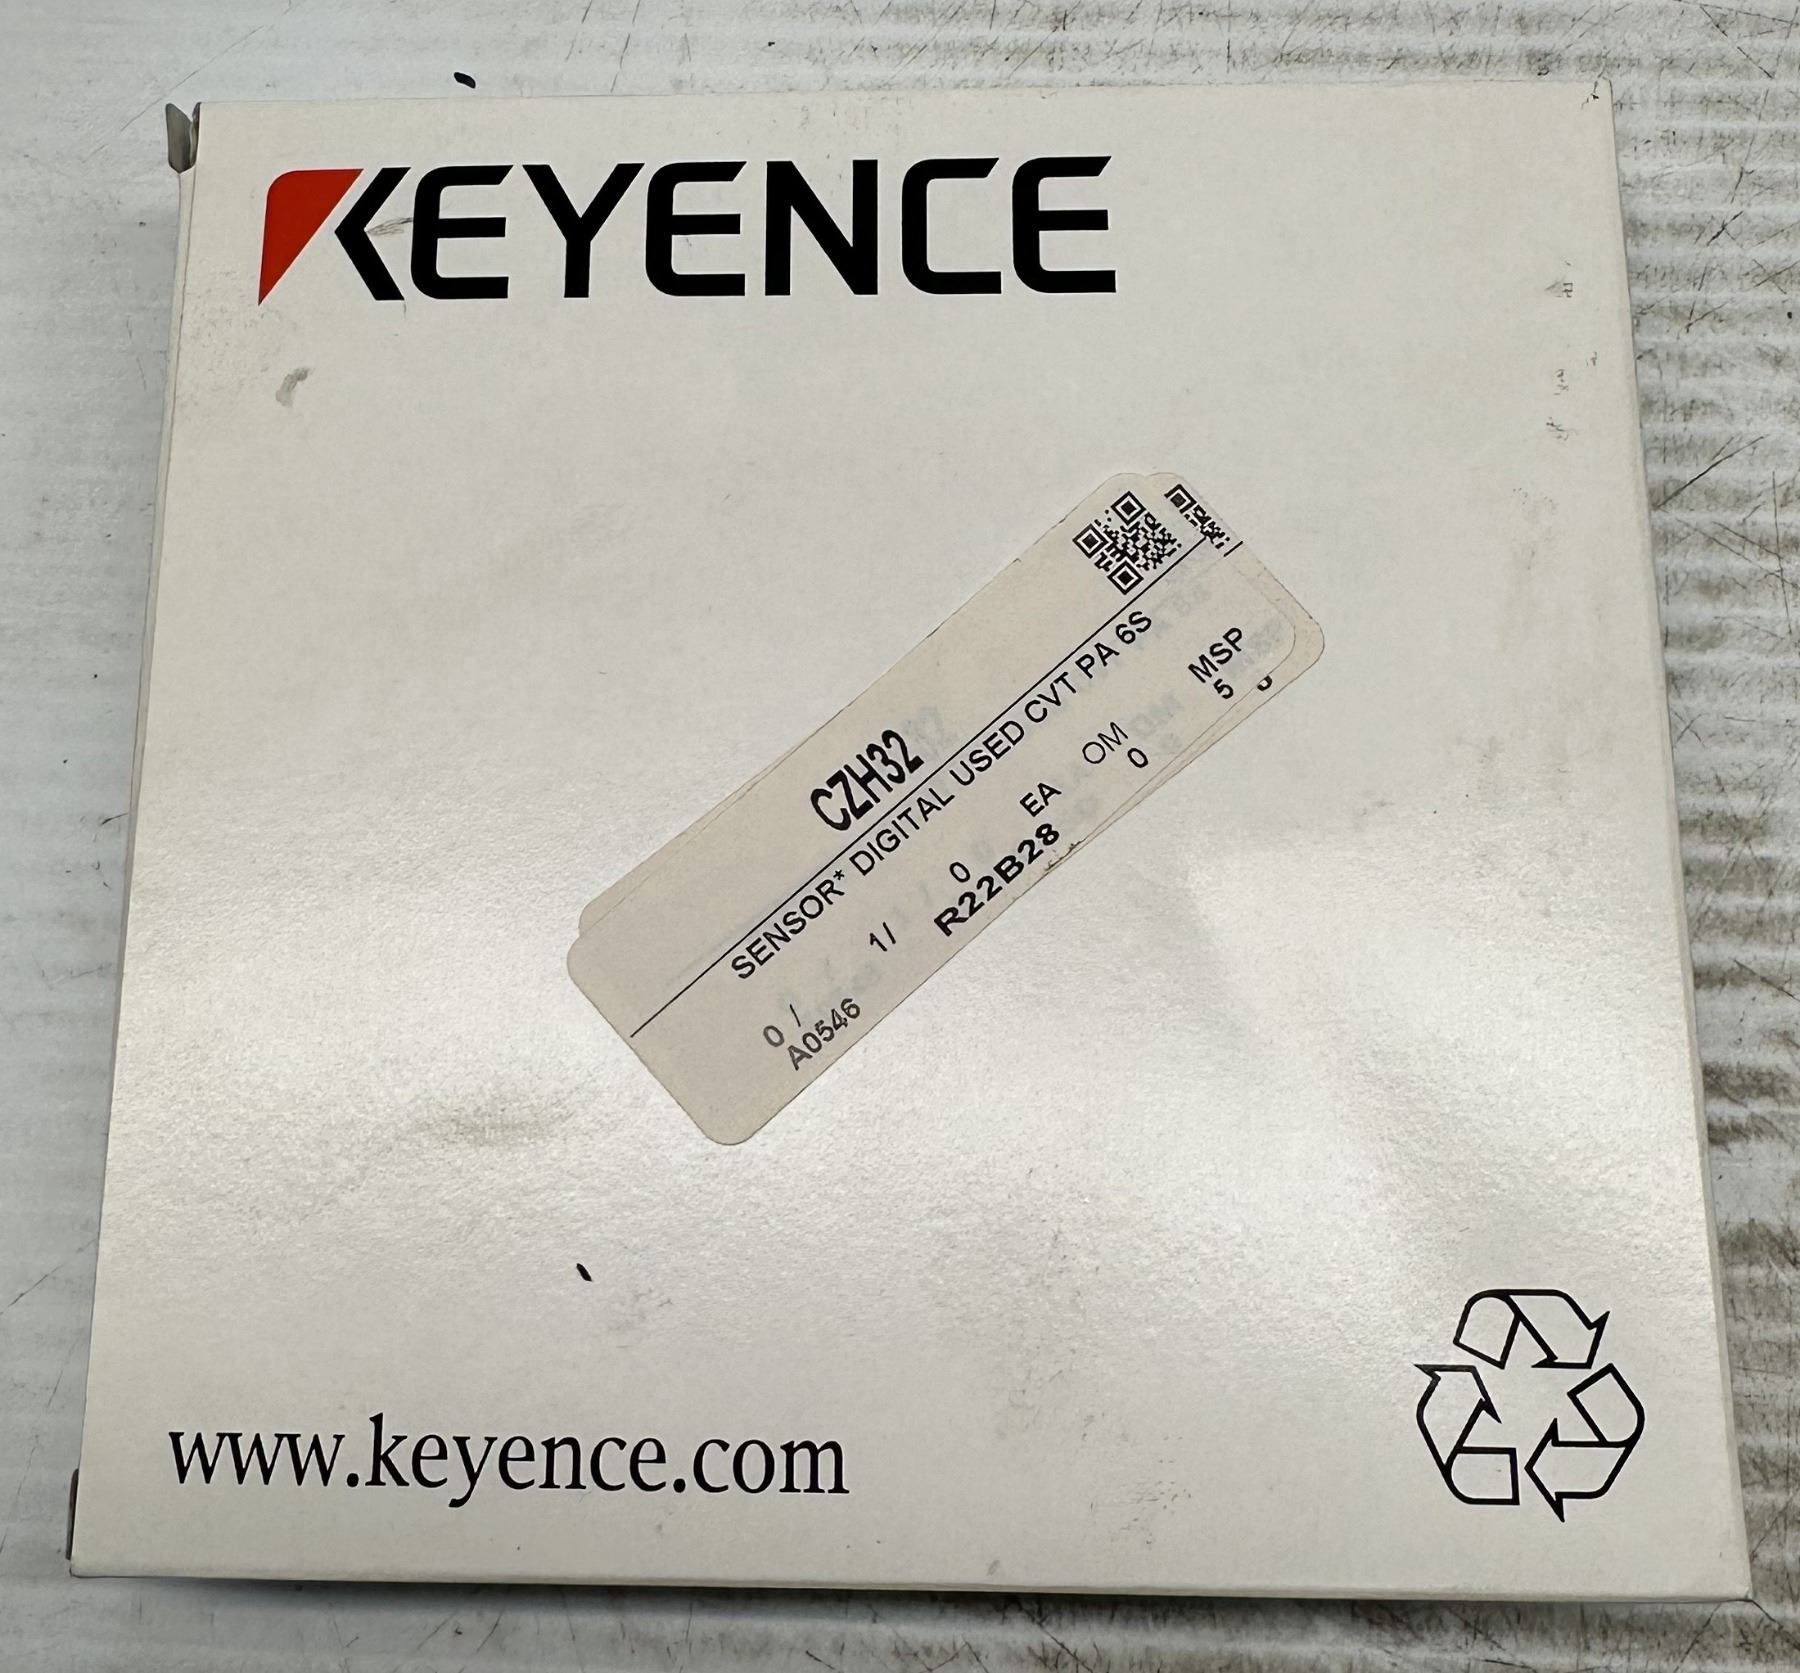 KEYENCE
CZH32
SENSOR* DIGITAL USED CVT PA 6S
0 / 1 / 0 EA OM MSP
A0546 R22B28 0 5
www.keyence.com